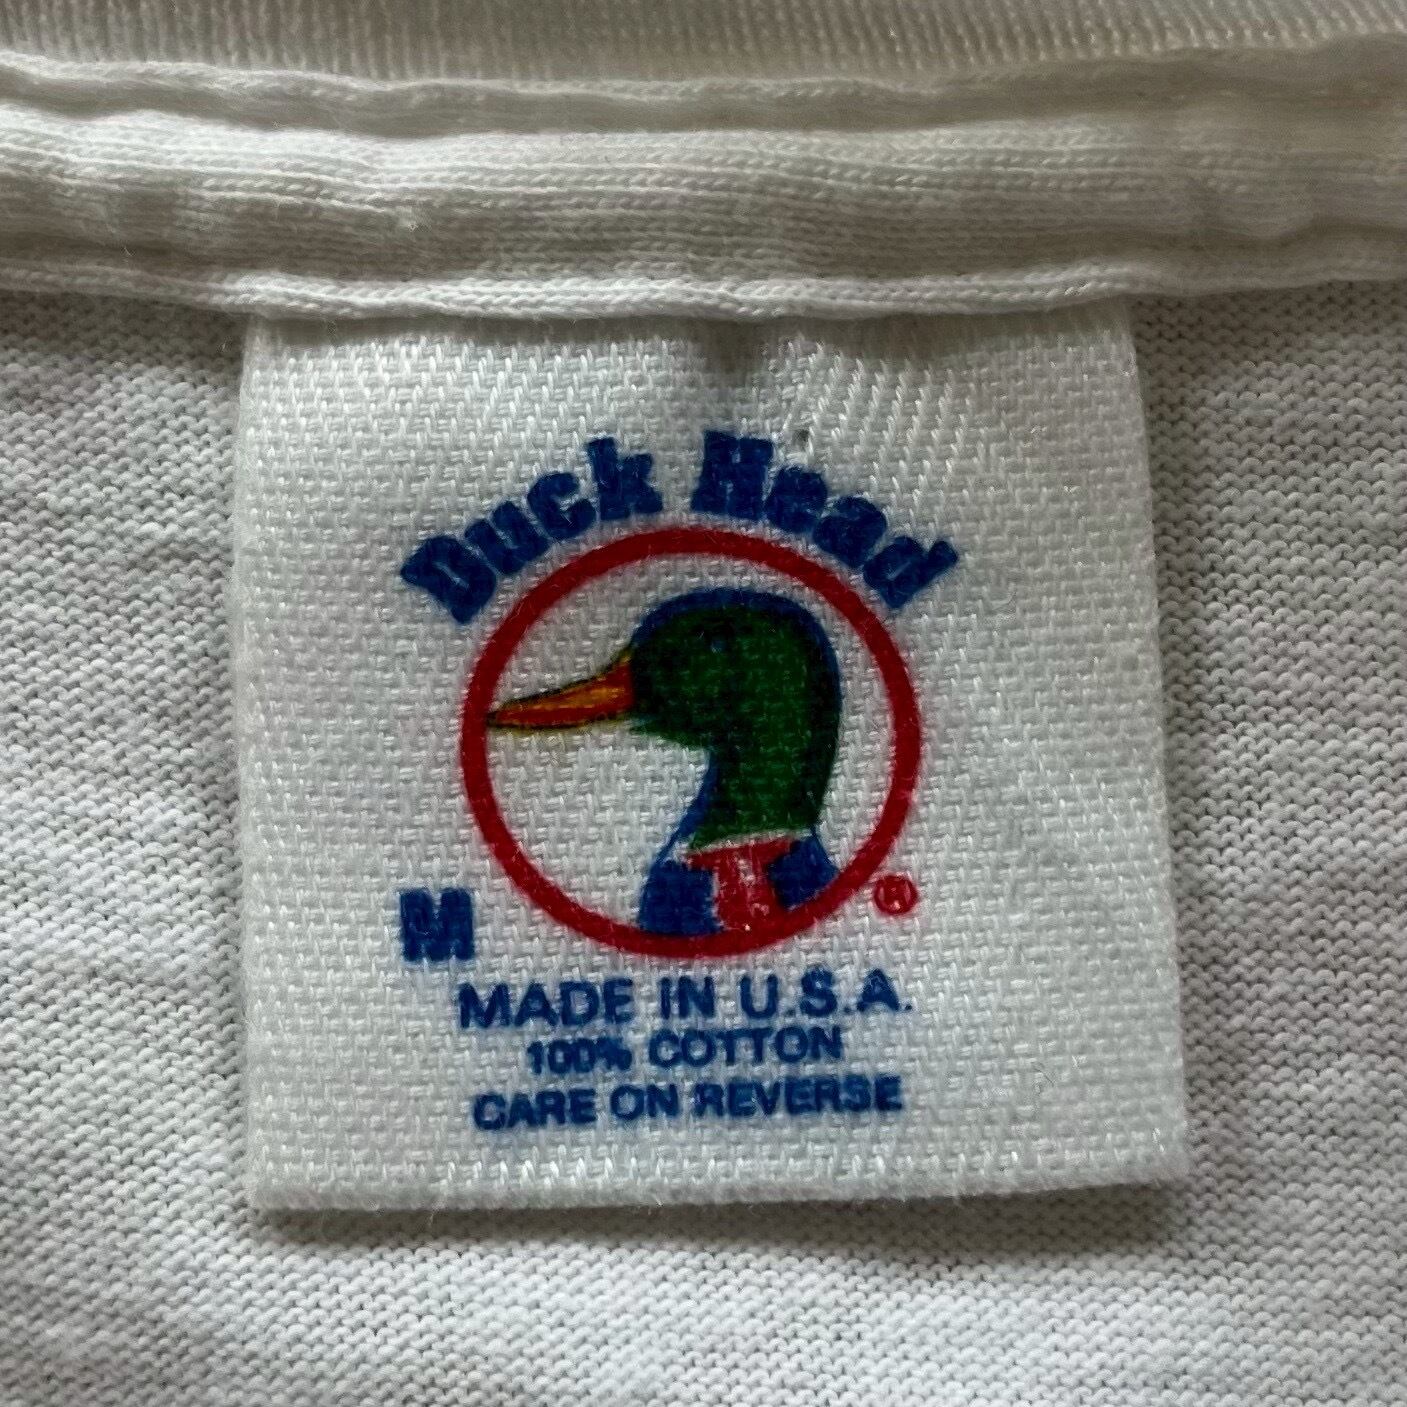 Duck Head
®
M
MADE IN U.S.A.
100% COTTON
CARE ON REVERSE